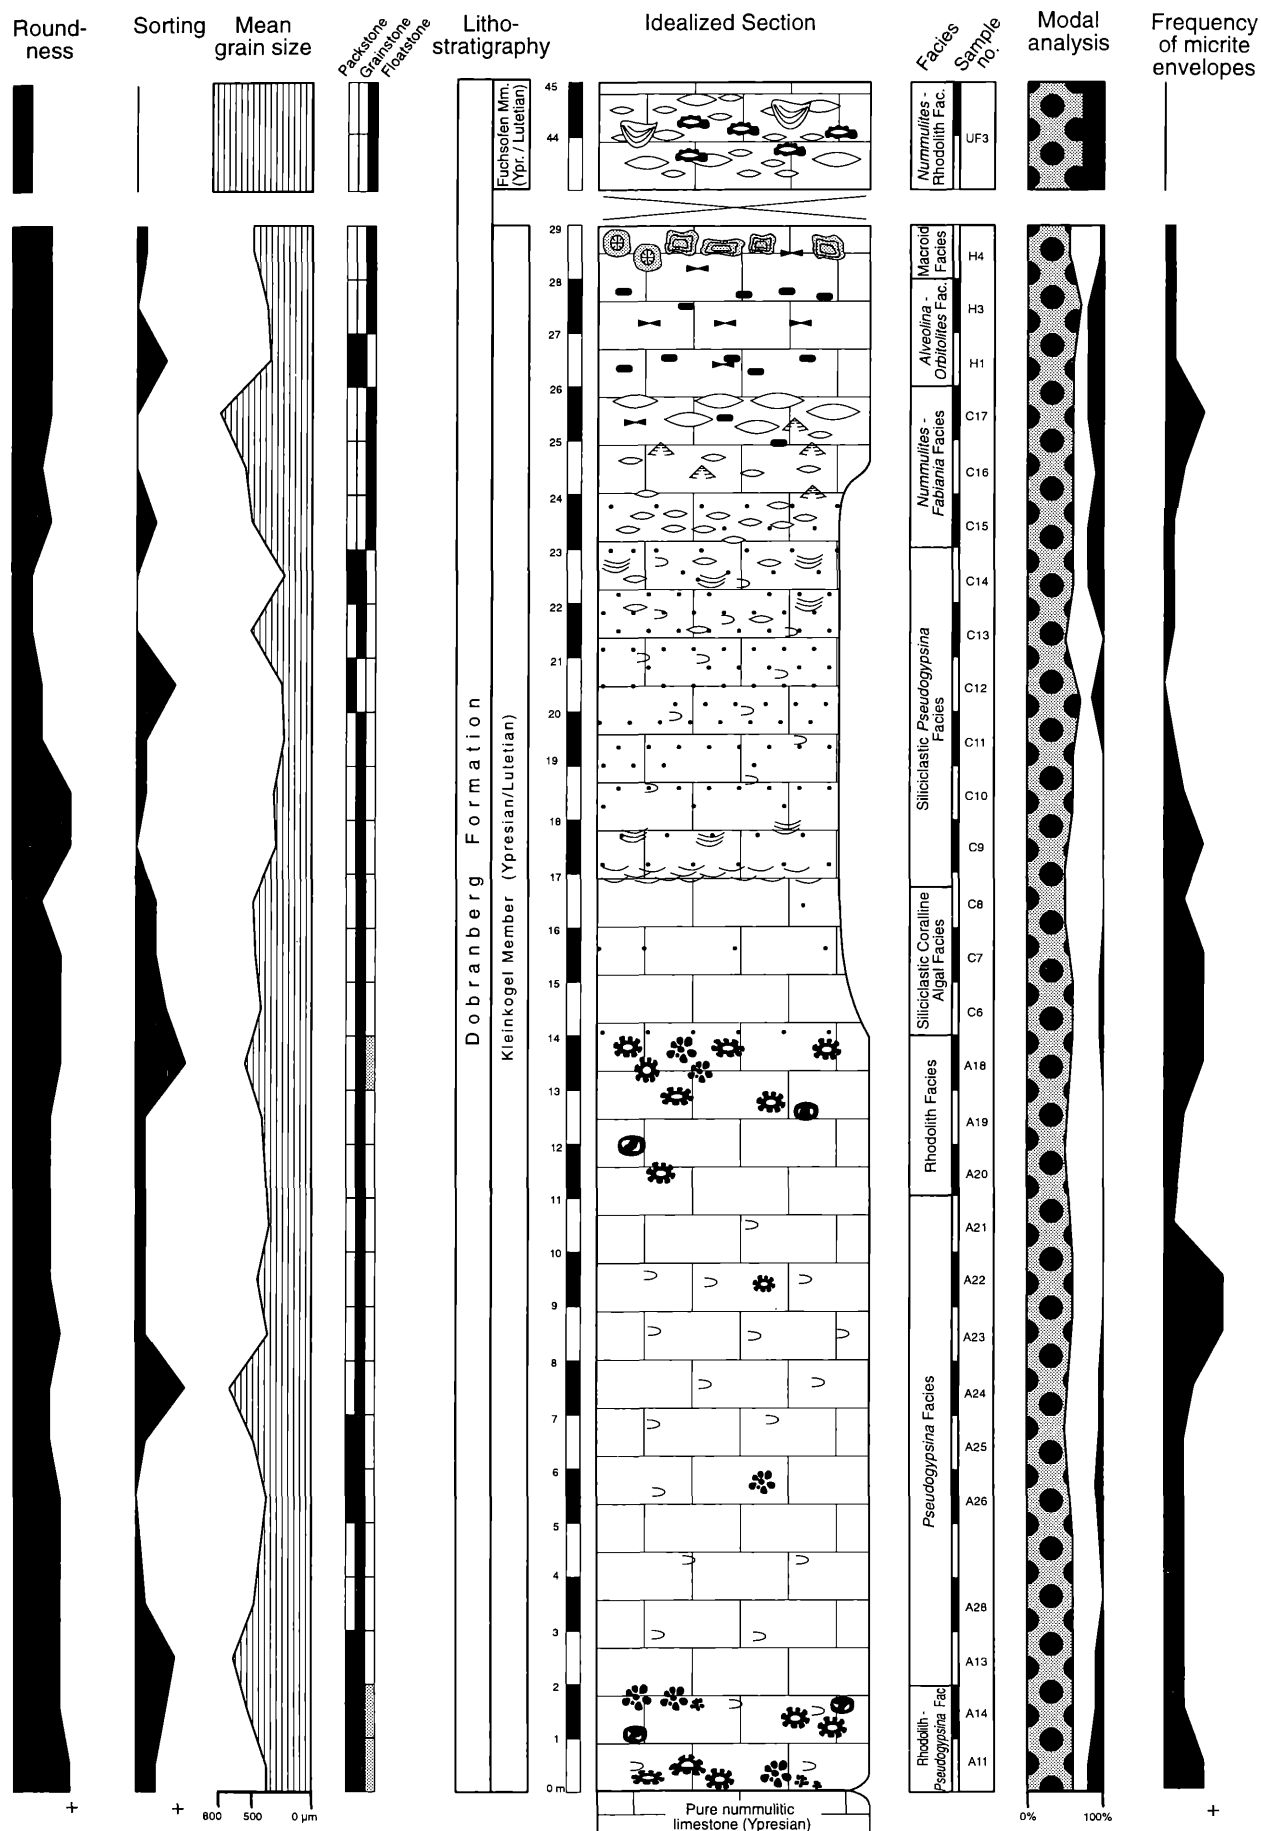 Round-
ness
Sorting
Mean
grain size
Packstone
Grainstone
Floatstone
Litho-
stratigraphy
Idealized Section
Facies
Sample
no.
Modal
analysis
Frequency
of micrite
envelopes
Fuchsofen Mm.
(Ypr. / Lutetian)
Dobranberg Formation
Kleinkogel Member (Ypresian/Lutetian)
45
44
29
28
27
26
25
24
23
22
21
20
19
18
17
16
15
14
13
12
11
10
9
8
7
6
5
4
3
2
1
0 m
Nummulites -
Rhodolith Fac.
Macroid
Facies
Alveolina -
Orbitolites Fac.
Nummulites -
Fabiania Facies
Siliciclastic Pseudogypsina
Facies
Siliciclastic Coralline
Algal Facies
Rhodolith Facies
Pseudogypsina Facies
Rhodolith -
Pseudogypsina Fac
UF3
H4
H3
H1
C17
C16
C15
C14
C13
C12
C11
C10
C9
C8
C7
C6
A18
A19
A20
A21
A22
A23
A24
A25
A26
A28
A13
A14
A11
+
+
800 500 0 µm
Pure nummulitic
limestone (Ypresian)
0% 100%
+